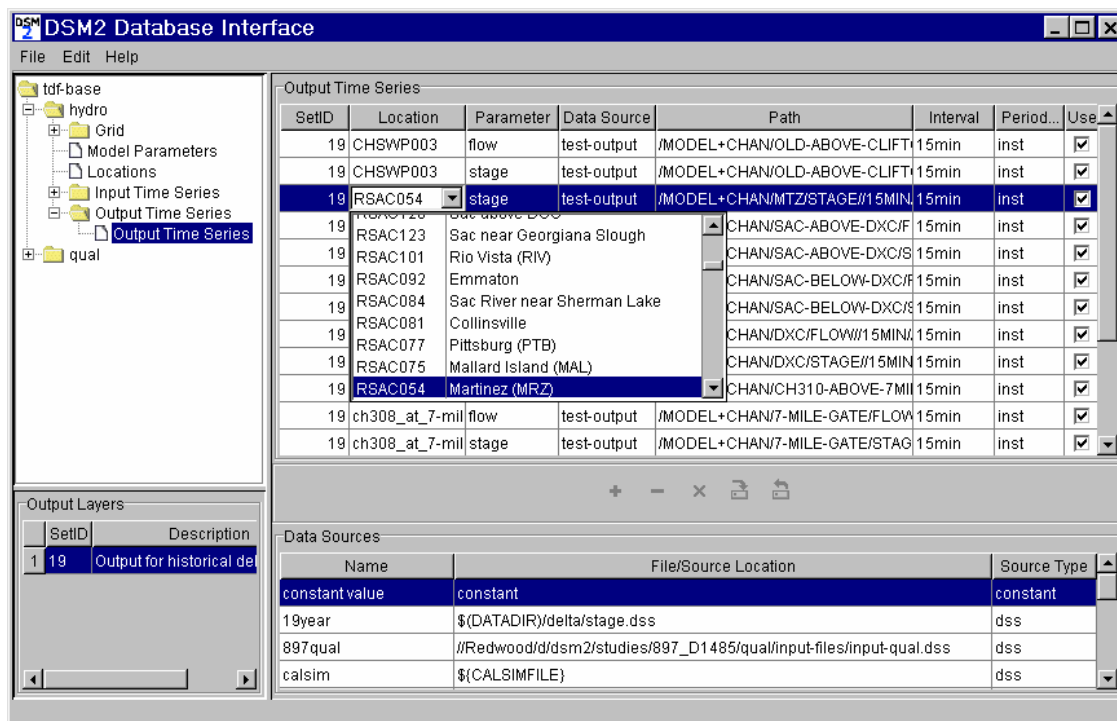 DSM2 DSM2 Database Interface
File Edit Help
tdf-base
hydro
Grid
Model Parameters
Locations
Input Time Series
Output Time Series
Output Time Series
qual
Output Time Series
SetID Location Parameter Data Source Path Interval Period... Use
19 CHSWP003 flow test-output /MODEL+CHAN/OLD-ABOVE-CLIFT 15min inst
19 CHSWP003 stage test-output /MODEL+CHAN/OLD-ABOVE-CLIFT 15min inst
19 RSAC054 stage test-output /MODEL+CHAN/MTZ/STAGE//15MIN 15min inst
19 CHAN/SAC-ABOVE-DXC/F 15min inst
19 CHAN/SAC-ABOVE-DXC/S 15min inst
19 CHAN/SAC-BELOW-DXC/F 15min inst
19 CHAN/SAC-BELOW-DXC/S 15min inst
19 CHAN/DXC/FLOW//15MIN/ 15min inst
19 CHAN/DXC/STAGE//15MIN 15min inst
19 CHAN/CH310-ABOVE-7MI 15min inst
19 ch308_at_7-mil flow test-output /MODEL+CHAN/7-MILE-GATE/FLOW 15min inst
19 ch308_at_7-mil stage test-output /MODEL+CHAN/7-MILE-GATE/STAG 15min inst
RSAC123 Sac near Georgiana Slough
RSAC101 Rio Vista (RIV)
RSAC092 Emmaton
RSAC084 Sac River near Sherman Lake
RSAC081 Collinsville
RSAC077 Pittsburg (PTB)
RSAC075 Mallard Island (MAL)
RSAC054 Martinez (MRZ)
Output Layers
SetID Description
1 19 Output for historical del
Data Sources
Name File/Source Location Source Type
constant value constant constant
19year $(DATADIR)/delta/stage.dss dss
897qual //Redwood/d/dsm2/studies/897_D1485/qual/input-files/input-qual.dss dss
calsim ${CALSIMFILE} dss